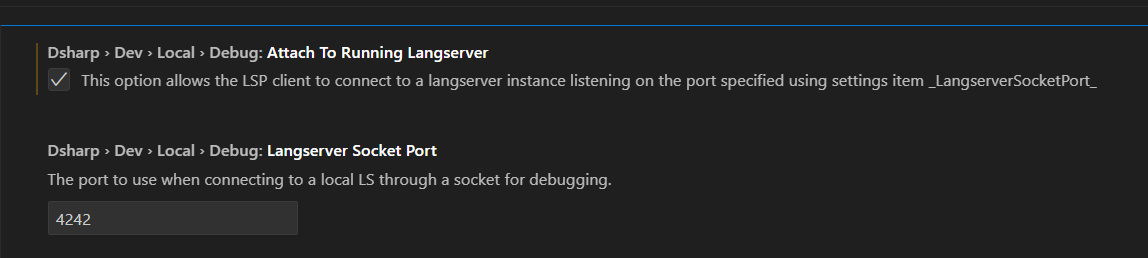 Dsharp › Dev › Local › Debug: Attach To Running Langserver
This option allows the LSP client to connect to a langserver instance listening on the port specified using settings item _LangserverSocketPort_
Dsharp › Dev › Local › Debug: Langserver Socket Port
The port to use when connecting to a local LS through a socket for debugging.
4242